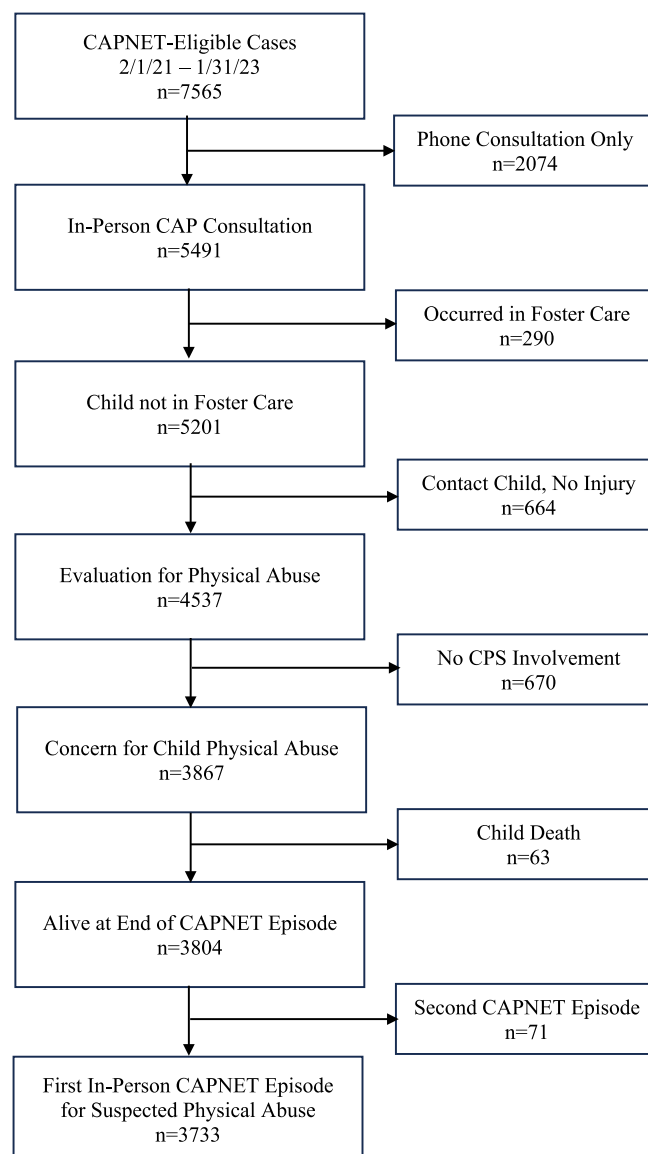 CAPNET-Eligible Cases
2/1/21 – 1/31/23
n=7565
Phone Consultation Only
n=2074
In-Person CAP Consultation
n=5491
Occurred in Foster Care
n=290
Child not in Foster Care
n=5201
Contact Child, No Injury
n=664
Evaluation for Physical Abuse
n=4537
No CPS Involvement
n=670
Concern for Child Physical Abuse
n=3867
Child Death
n=63
Alive at End of CAPNET Episode
n=3804
Second CAPNET Episode
n=71
First In-Person CAPNET Episode
for Suspected Physical Abuse
n=3733